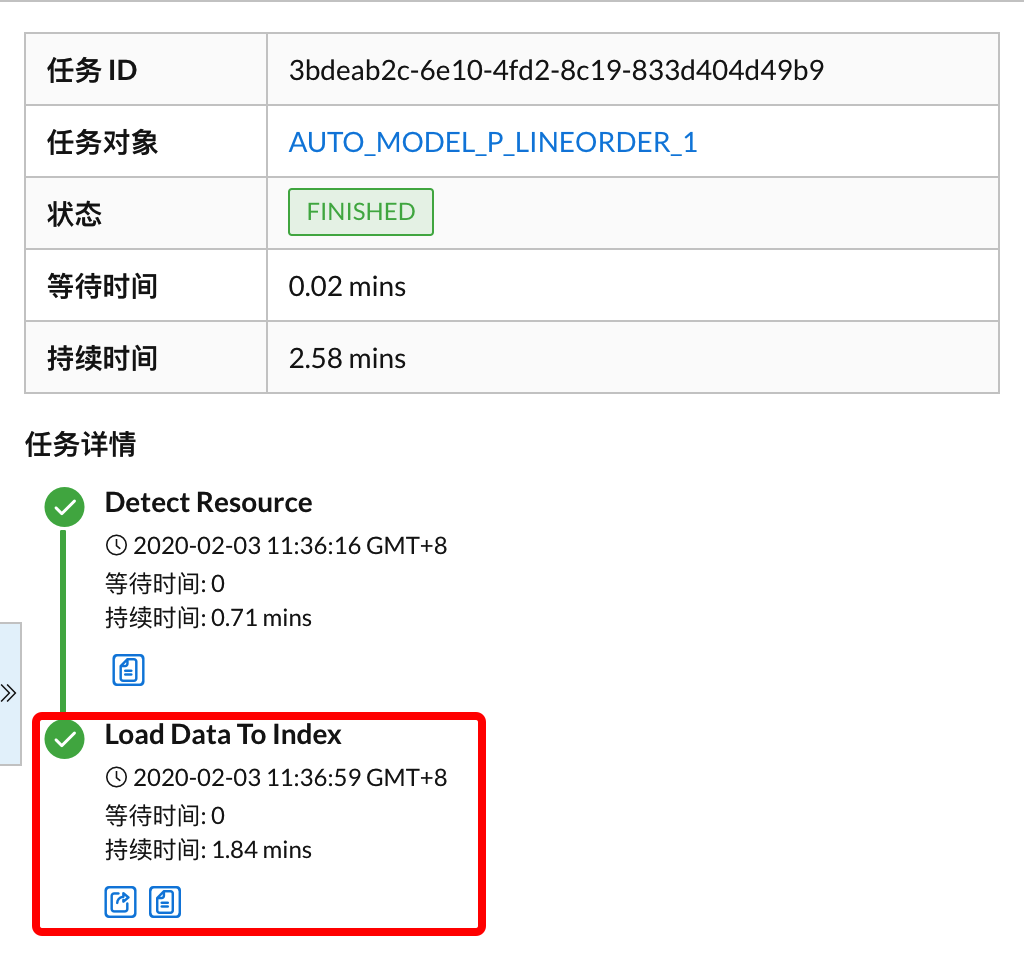 任务 ID 3bdeab2c-6e10-4fd2-8c19-833d404d49b9
任务对象 AUTO_MODEL_P_LINEORDER_1
状态 FINISHED
等待时间 0.02 mins
持续时间 2.58 mins
任务详情
Detect Resource
2020-02-03 11:36:16 GMT+8
等待时间: 0
持续时间: 0.71 mins
Load Data To Index
2020-02-03 11:36:59 GMT+8
等待时间: 0
持续时间: 1.84 mins